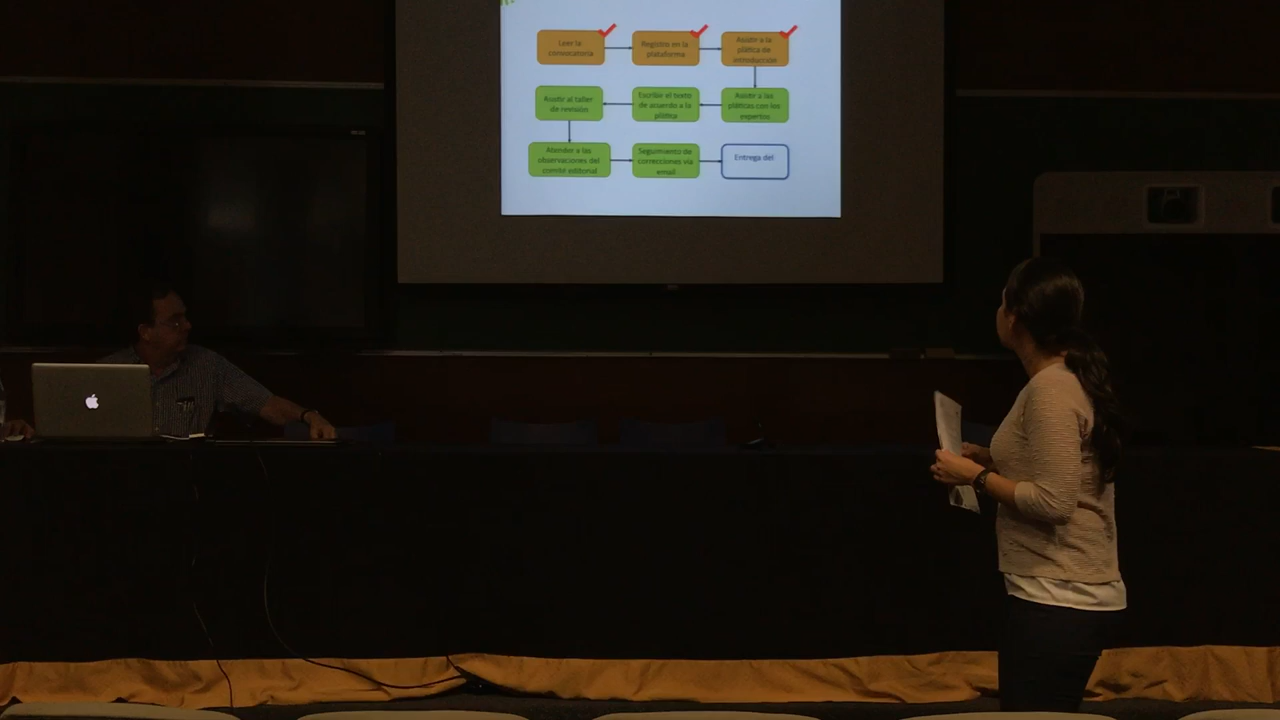 Leer la
convocatoria
Registro en la
plataforma
Asistir a la
plática de
introducción
Asistir a las
pláticas con los
expertos
Escribir el texto
de acuerdo a la
plática
Asistir al taller
de revisión
Atender a las
observaciones del
comité editorial
Seguimiento de
correcciones vía
email
Entrega del